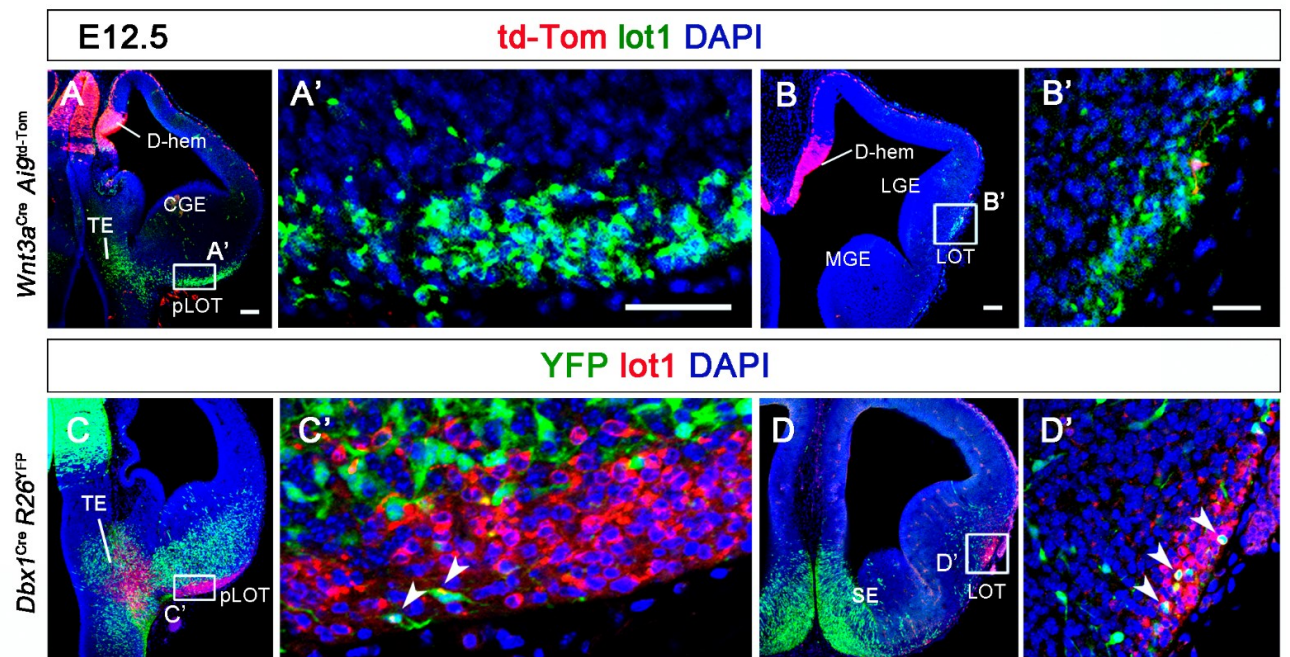 E12.5 td-Tom lot1 DAPI
Wnt3aCre Ai9td-Tom
A D-hem CGE TE A' pLOT
A'
B D-hem LGE B' LOT MGE
B'
YFP lot1 DAPI
Dbx1Cre R26YFP
C TE C' pLOT
C'
D D' LOT SE
D'